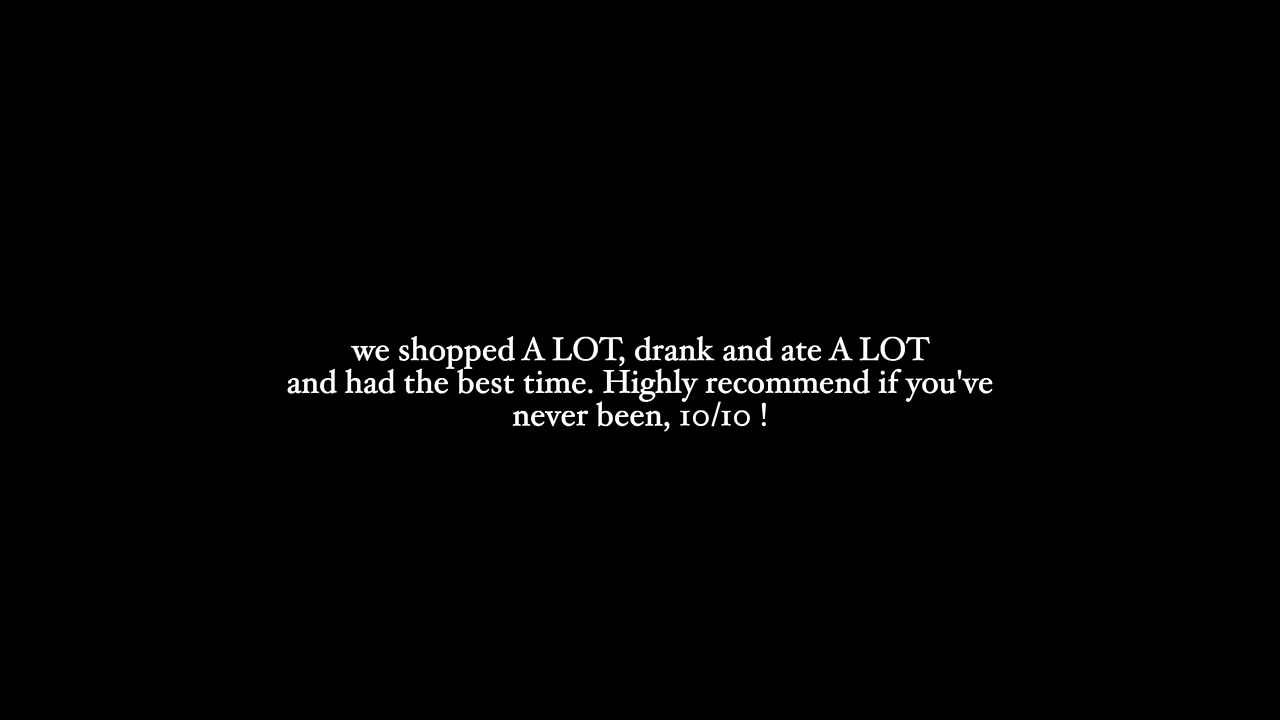 we shopped A LOT, drank and ate A LOT
and had the best time. Highly recommend if you've
never been, 10/10 !